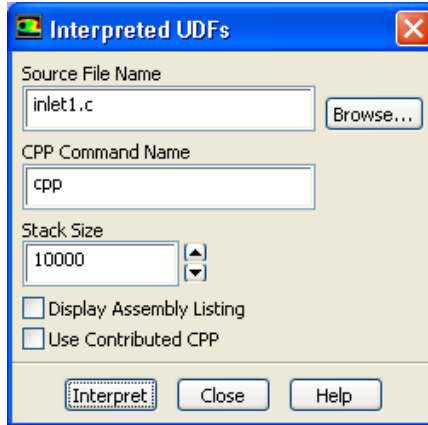 Interpreted UDFs
Source File Name
inlet1.c
Browse...
CPP Command Name
cpp
Stack Size
10000
Display Assembly Listing
Use Contributed CPP
Interpret Close Help